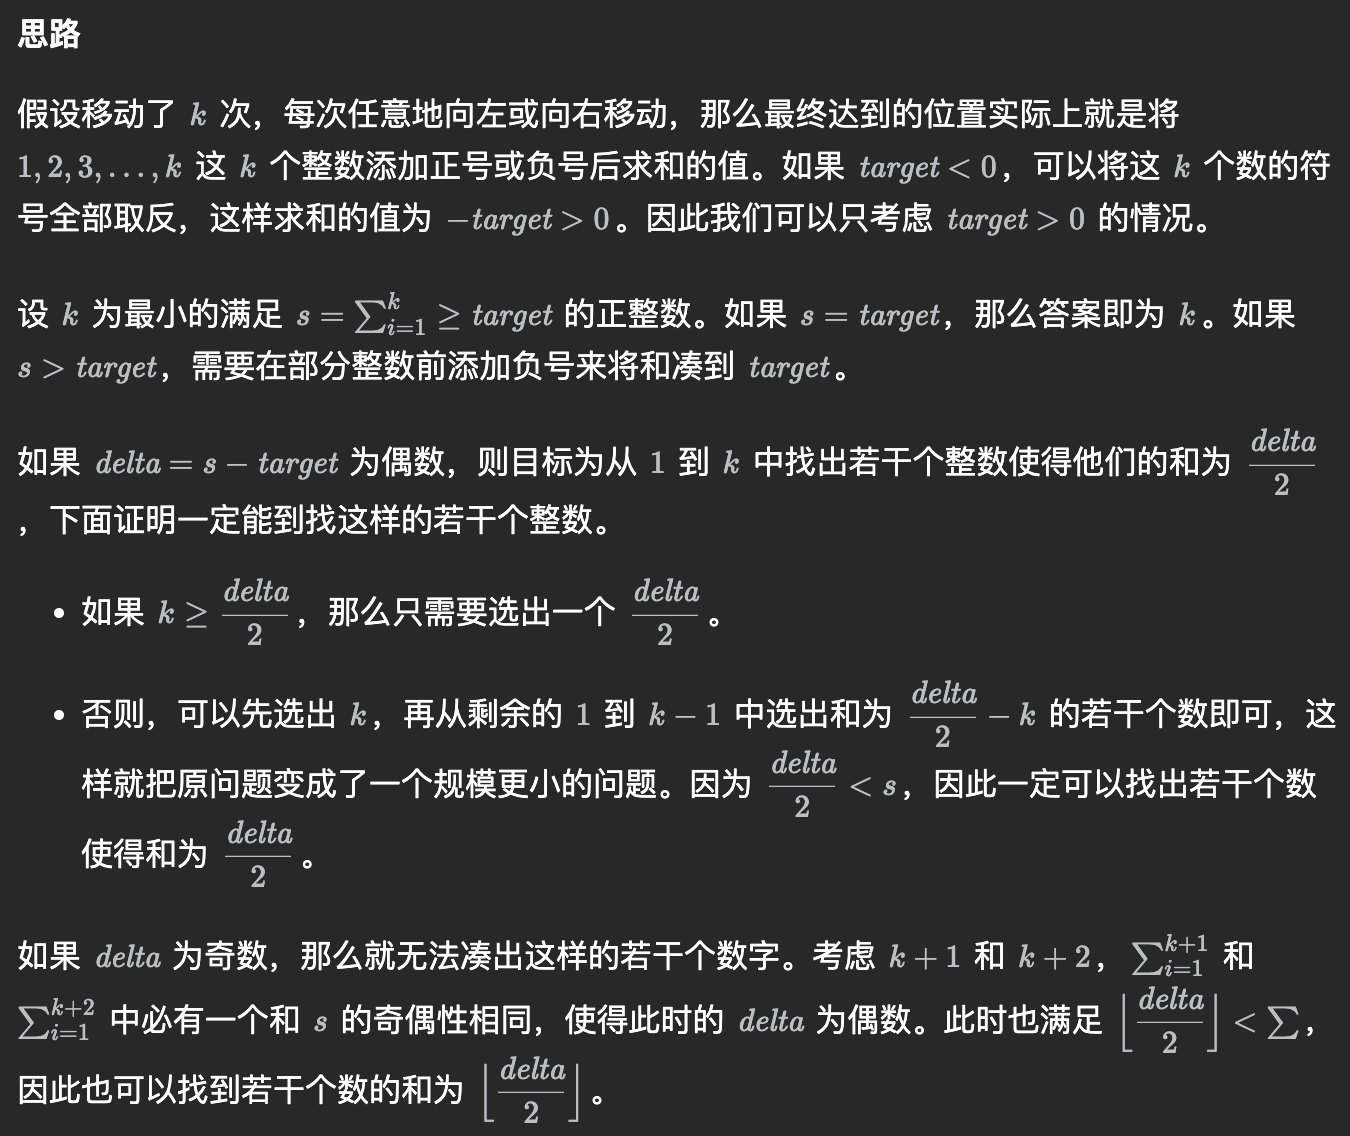 思路
假设移动了 k 次，每次任意地向左或向右移动，那么最终达到的位置实际上就是将
1, 2, 3, . . . , k 这 k 个整数添加正号或负号后求和的值。如果 target < 0，可以将这 k 个数的符
号全部取反，这样求和的值为 −target > 0。因此我们可以只考虑 target > 0 的情况。
设 k 为最小的满足 s = ∑_{i=1}^{k} ≥ target 的正整数。如果 s = target，那么答案即为 k。如果
s > target，需要在部分整数前添加负号来将和凑到 target。
如果 delta = s − target 为偶数，则目标为从 1 到 k 中找出若干个整数使得他们的和为 \frac{delta}{2}
，下面证明一定能到找这样的若干个整数。
• 如果 k ≥ \frac{delta}{2}，那么只需要选出一个 \frac{delta}{2}。
• 否则，可以先选出 k，再从剩余的 1 到 k − 1 中选出和为 \frac{delta}{2} − k 的若干个数即可，这
样就把原问题变成了一个规模更小的问题。因为 \frac{delta}{2} < s，因此一定可以找出若干个数
使得和为 \frac{delta}{2}。
如果 delta 为奇数，那么就无法凑出这样的若干个数字。考虑 k + 1 和 k + 2，∑_{i=1}^{k+1} 和
∑_{i=1}^{k+2} 中必有一个和 s 的奇偶性相同，使得此时的 delta 为偶数。此时也满足 ⌊\frac{delta}{2}⌋ < ∑，
因此也可以找到若干个数的和为 ⌊\frac{delta}{2}⌋。